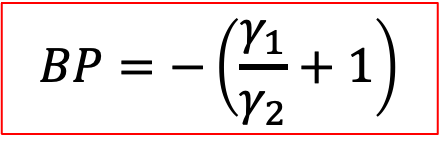 BP = −(γ₁/γ₂ + 1)